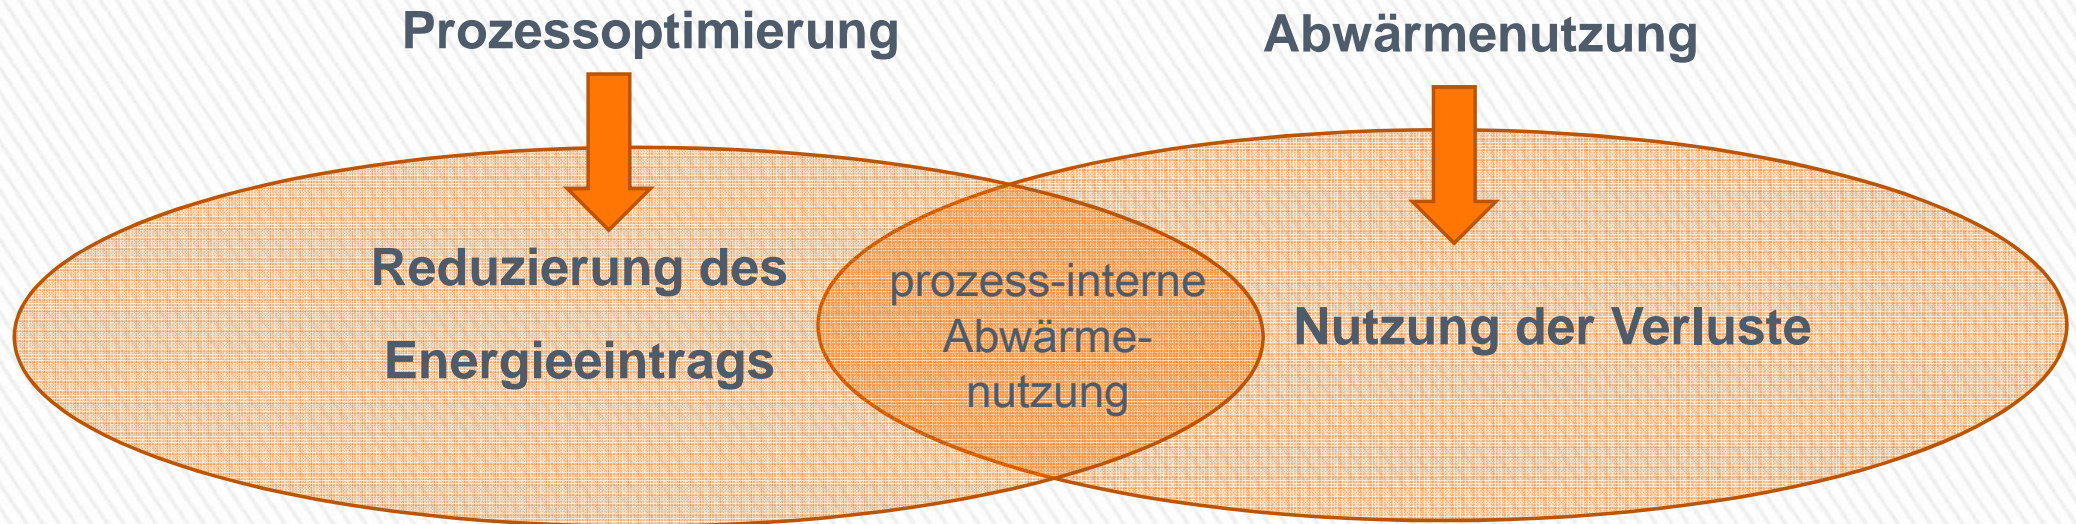 Prozessoptimierung
Abwärmenutzung
Reduzierung des
Energieeintrags
prozess-interne
Abwärme-
nutzung
Nutzung der Verluste